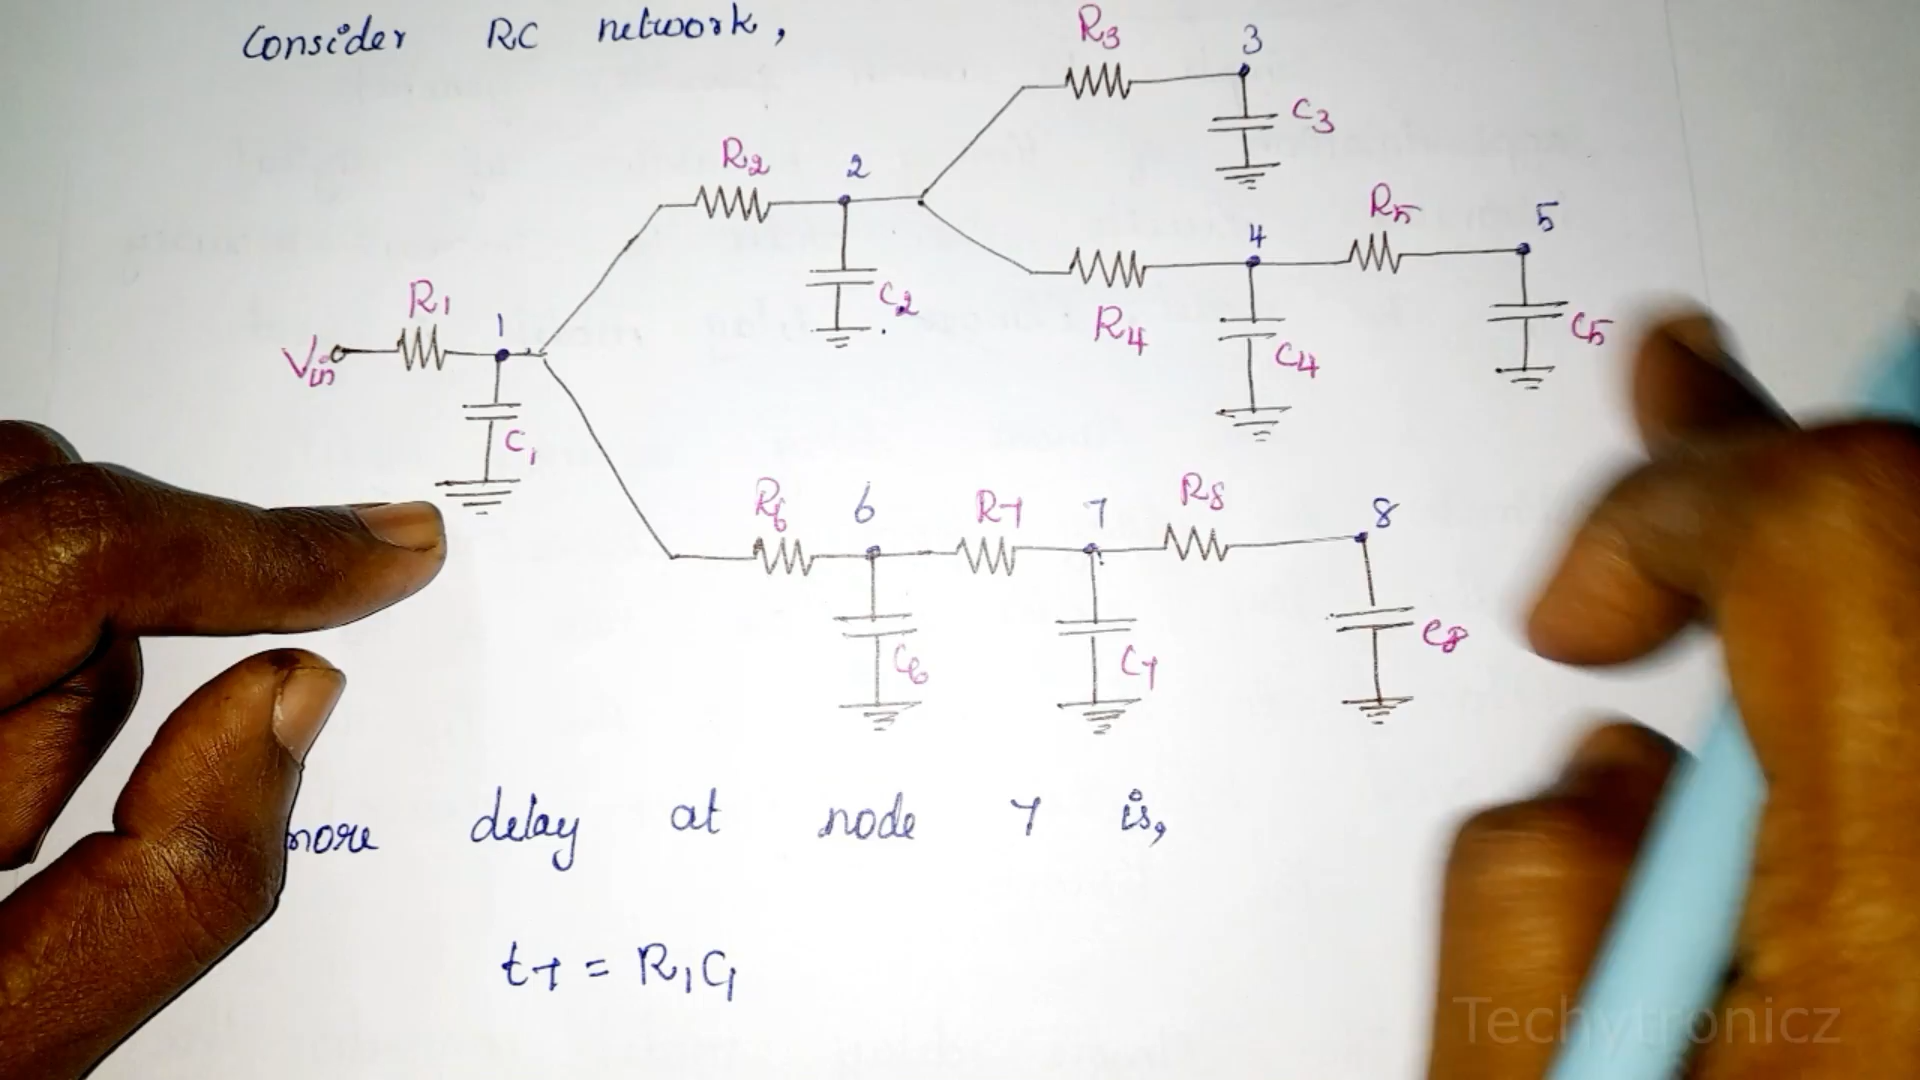 Consider RC network,
R3 3
C3
R2 2
R5 5
4
C2
R4
C4
C5
R1 1
Vin
C1
R6 6 R7 7 R8 8
C6 C7 C8
more delay at node 7 is,
t7 = R1C1
Techytronicz